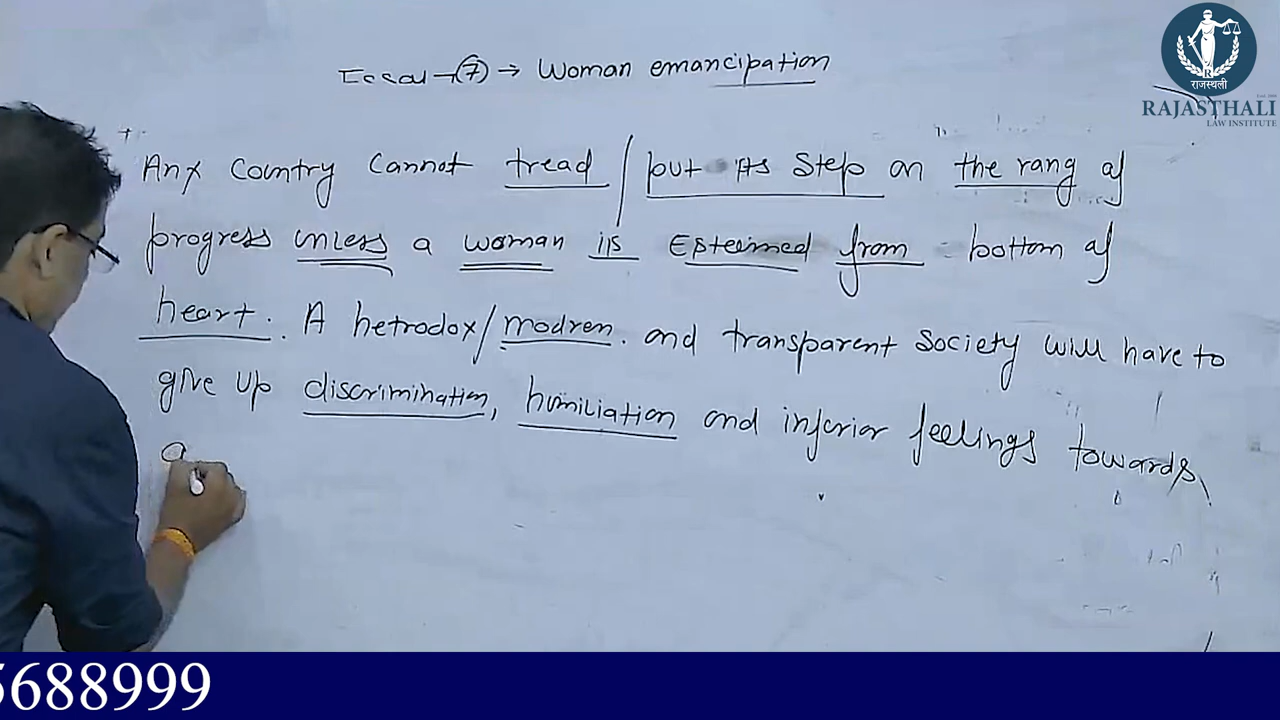 Essay → (7) → Woman emancipation
राजस्थली
RAJASTHALI
LAW INSTITUTE
Any Country Cannot tread / put its Step on the rang of
progress unless a woman is Esteemed from bottom of
heart. A hetrodox/modren. and transparent Society will have to
give up discrimination, humiliation and inferior feelings towards
a
5688999